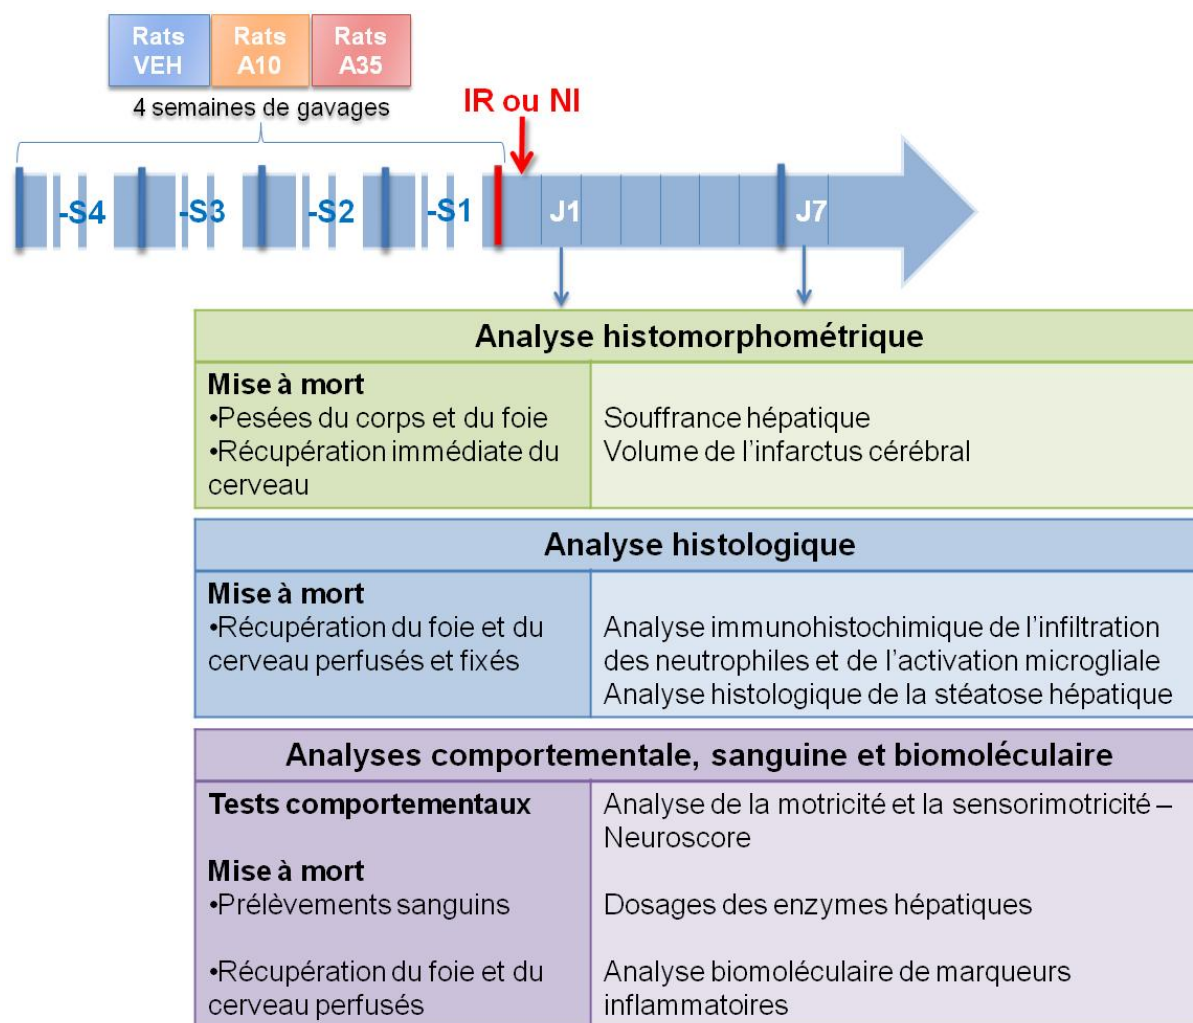 Rats VEH
Rats A10
Rats A35
4 semaines de gavages
IR ou NI
-S4
-S3
-S2
-S1
J1
J7
Analyse histomorphométrique
Mise à mort
•Pesées du corps et du foie
•Récupération immédiate du
cerveau
Souffrance hépatique
Volume de l’infarctus cérébral
Analyse histologique
Mise à mort
•Récupération du foie et du
cerveau perfusés et fixés
Analyse immunohistochimique de l’infiltration
des neutrophiles et de l’activation microgliale
Analyse histologique de la stéatose hépatique
Analyses comportementale, sanguine et biomoléculaire
Tests comportementaux
Analyse de la motricité et la sensorimotricité –
Neuroscore
Mise à mort
•Prélèvements sanguins
Dosages des enzymes hépatiques
•Récupération du foie et du
cerveau perfusés
Analyse biomoléculaire de marqueurs
inflammatoires